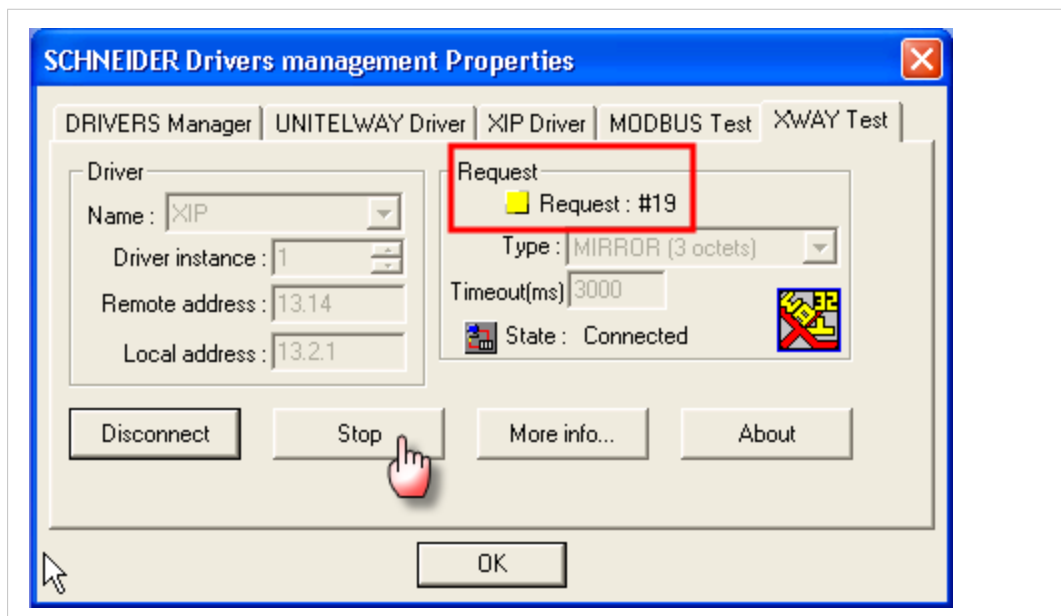 SCHNEIDER Drivers management Properties
DRIVERS Manager UNITELWAY Driver XIP Driver MODBUS Test XWAY Test
Driver
Name : XIP
Driver instance : 1
Remote address : 13.14
Local address : 13.2.1
Request
Request : #19
Type : MIRROR (3 octets)
Timeout(ms) 3000
State : Connected
Disconnect Stop More info... About
OK